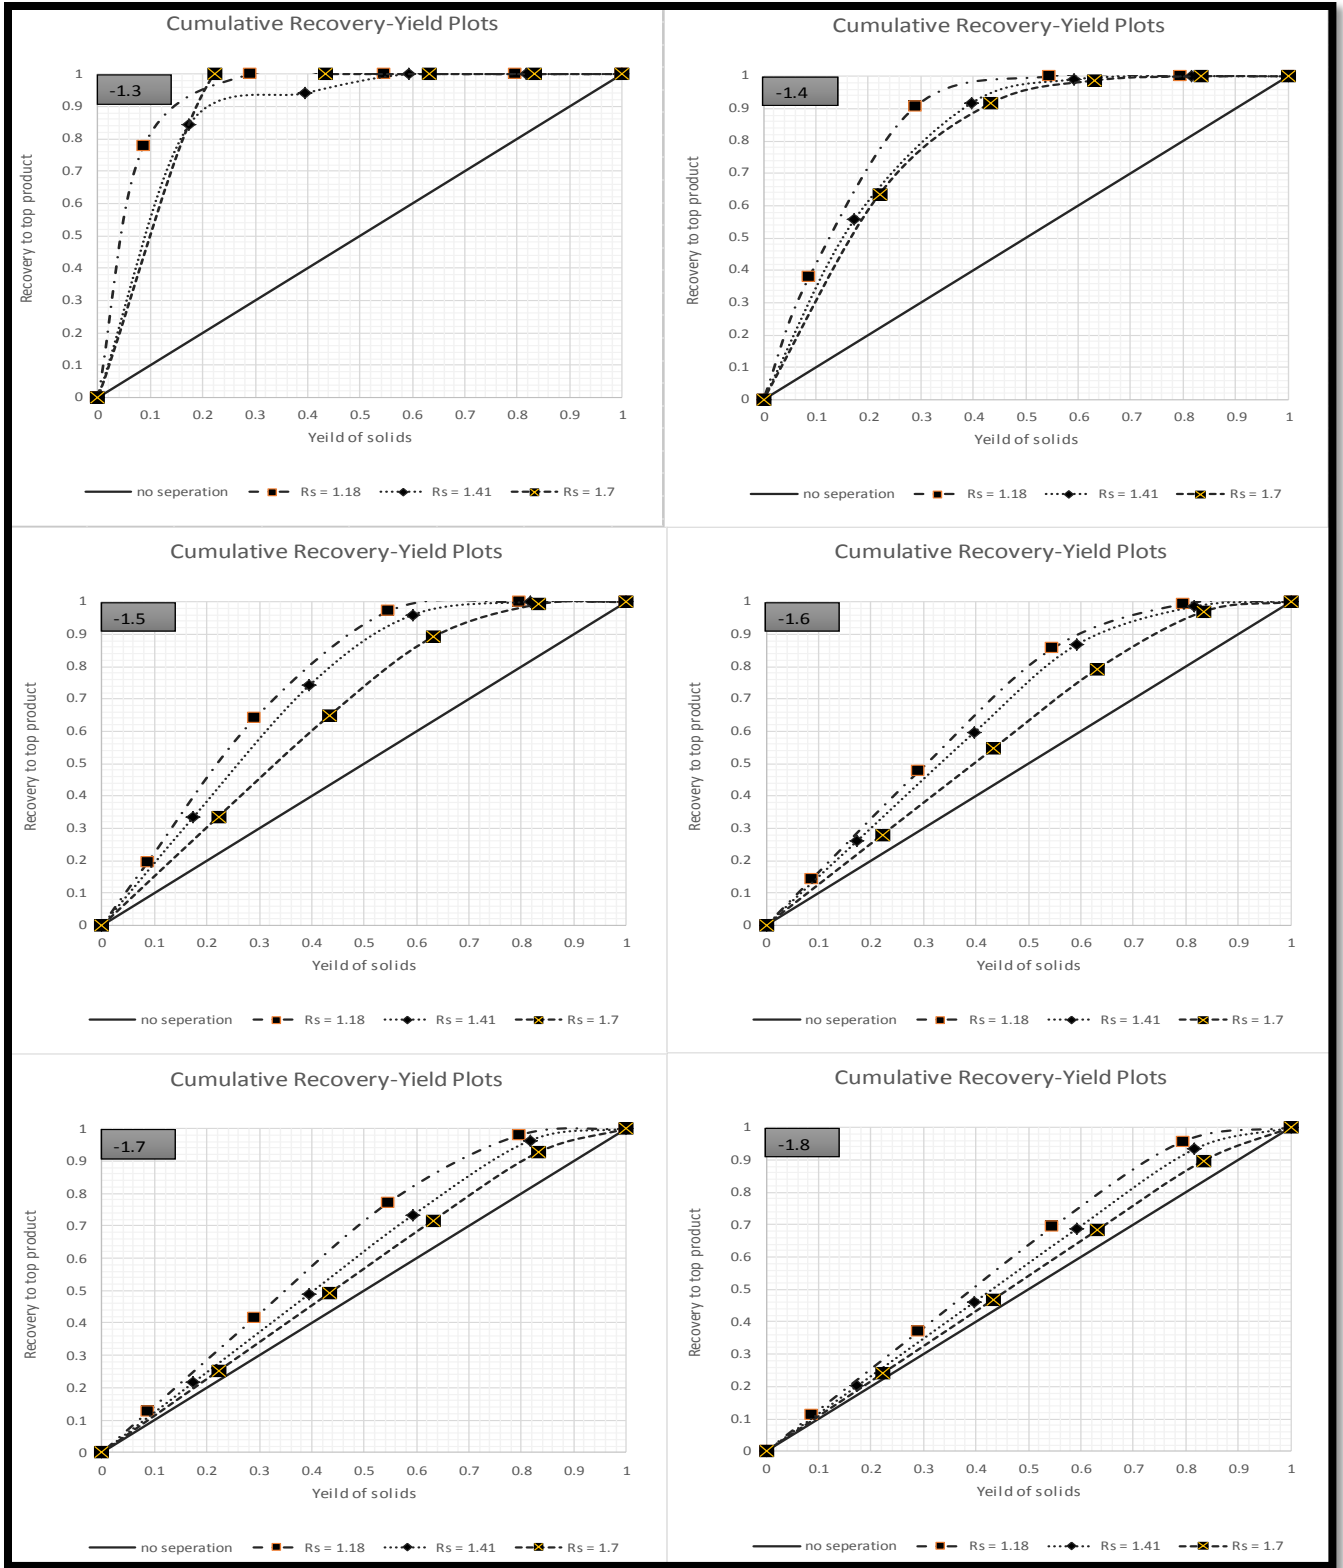 Cumulative Recovery-Yield Plots
-1.3
Recovery to top product
1
0.9
0.8
0.7
0.6
0.5
0.4
0.3
0.2
0.1
0
0 0.1 0.2 0.3 0.4 0.5 0.6 0.7 0.8 0.9 1
Yeild of solids
no seperation Rs = 1.18 Rs = 1.41 Rs = 1.7
Cumulative Recovery-Yield Plots
-1.4
Recovery to top product
1
0.9
0.8
0.7
0.6
0.5
0.4
0.3
0.2
0.1
0
0 0.1 0.2 0.3 0.4 0.5 0.6 0.7 0.8 0.9 1
Yeild of solids
no seperation Rs = 1.18 Rs = 1.41 Rs = 1.7
Cumulative Recovery-Yield Plots
-1.5
Recovery to top product
1
0.9
0.8
0.7
0.6
0.5
0.4
0.3
0.2
0.1
0
0 0.1 0.2 0.3 0.4 0.5 0.6 0.7 0.8 0.9 1
Yeild of solids
no seperation Rs = 1.18 Rs = 1.41 Rs = 1.7
Cumulative Recovery-Yield Plots
-1.6
Recovery to top product
1
0.9
0.8
0.7
0.6
0.5
0.4
0.3
0.2
0.1
0
0 0.1 0.2 0.3 0.4 0.5 0.6 0.7 0.8 0.9 1
Yeild of solids
no seperation Rs = 1.18 Rs = 1.41 Rs = 1.7
Cumulative Recovery-Yield Plots
-1.7
Recovery to top product
1
0.9
0.8
0.7
0.6
0.5
0.4
0.3
0.2
0.1
0
0 0.1 0.2 0.3 0.4 0.5 0.6 0.7 0.8 0.9 1
Yeild of solids
no seperation Rs = 1.18 Rs = 1.41 Rs = 1.7
Cumulative Recovery-Yield Plots
-1.8
Recovery to top product
1
0.9
0.8
0.7
0.6
0.5
0.4
0.3
0.2
0.1
0
0 0.1 0.2 0.3 0.4 0.5 0.6 0.7 0.8 0.9 1
Yeild of solids
no seperation Rs = 1.18 Rs = 1.41 Rs = 1.7